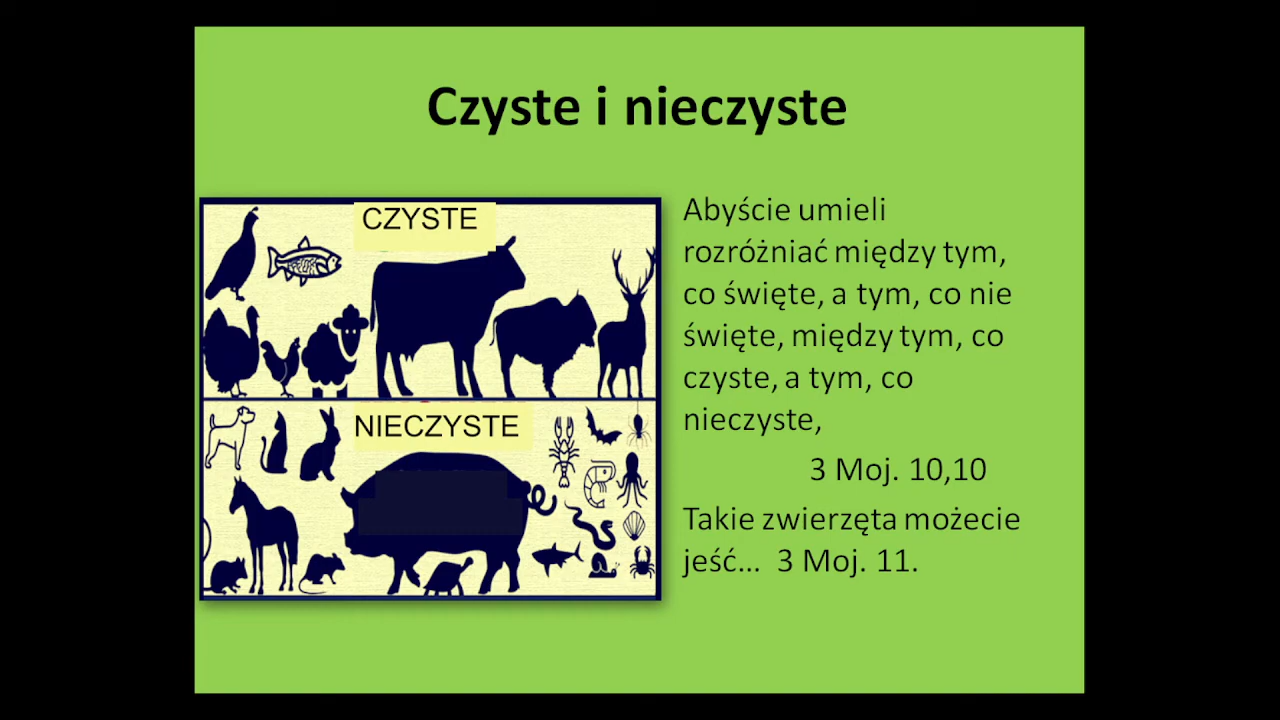 Czyste i nieczyste
CZYSTE
NIECZYSTE
Abyście umieli
rozróżniać między tym,
co święte, a tym, co nie
święte, między tym, co
czyste, a tym, co
nieczyste,
3 Moj. 10,10
Takie zwierzęta możecie
jeść... 3 Moj. 11.